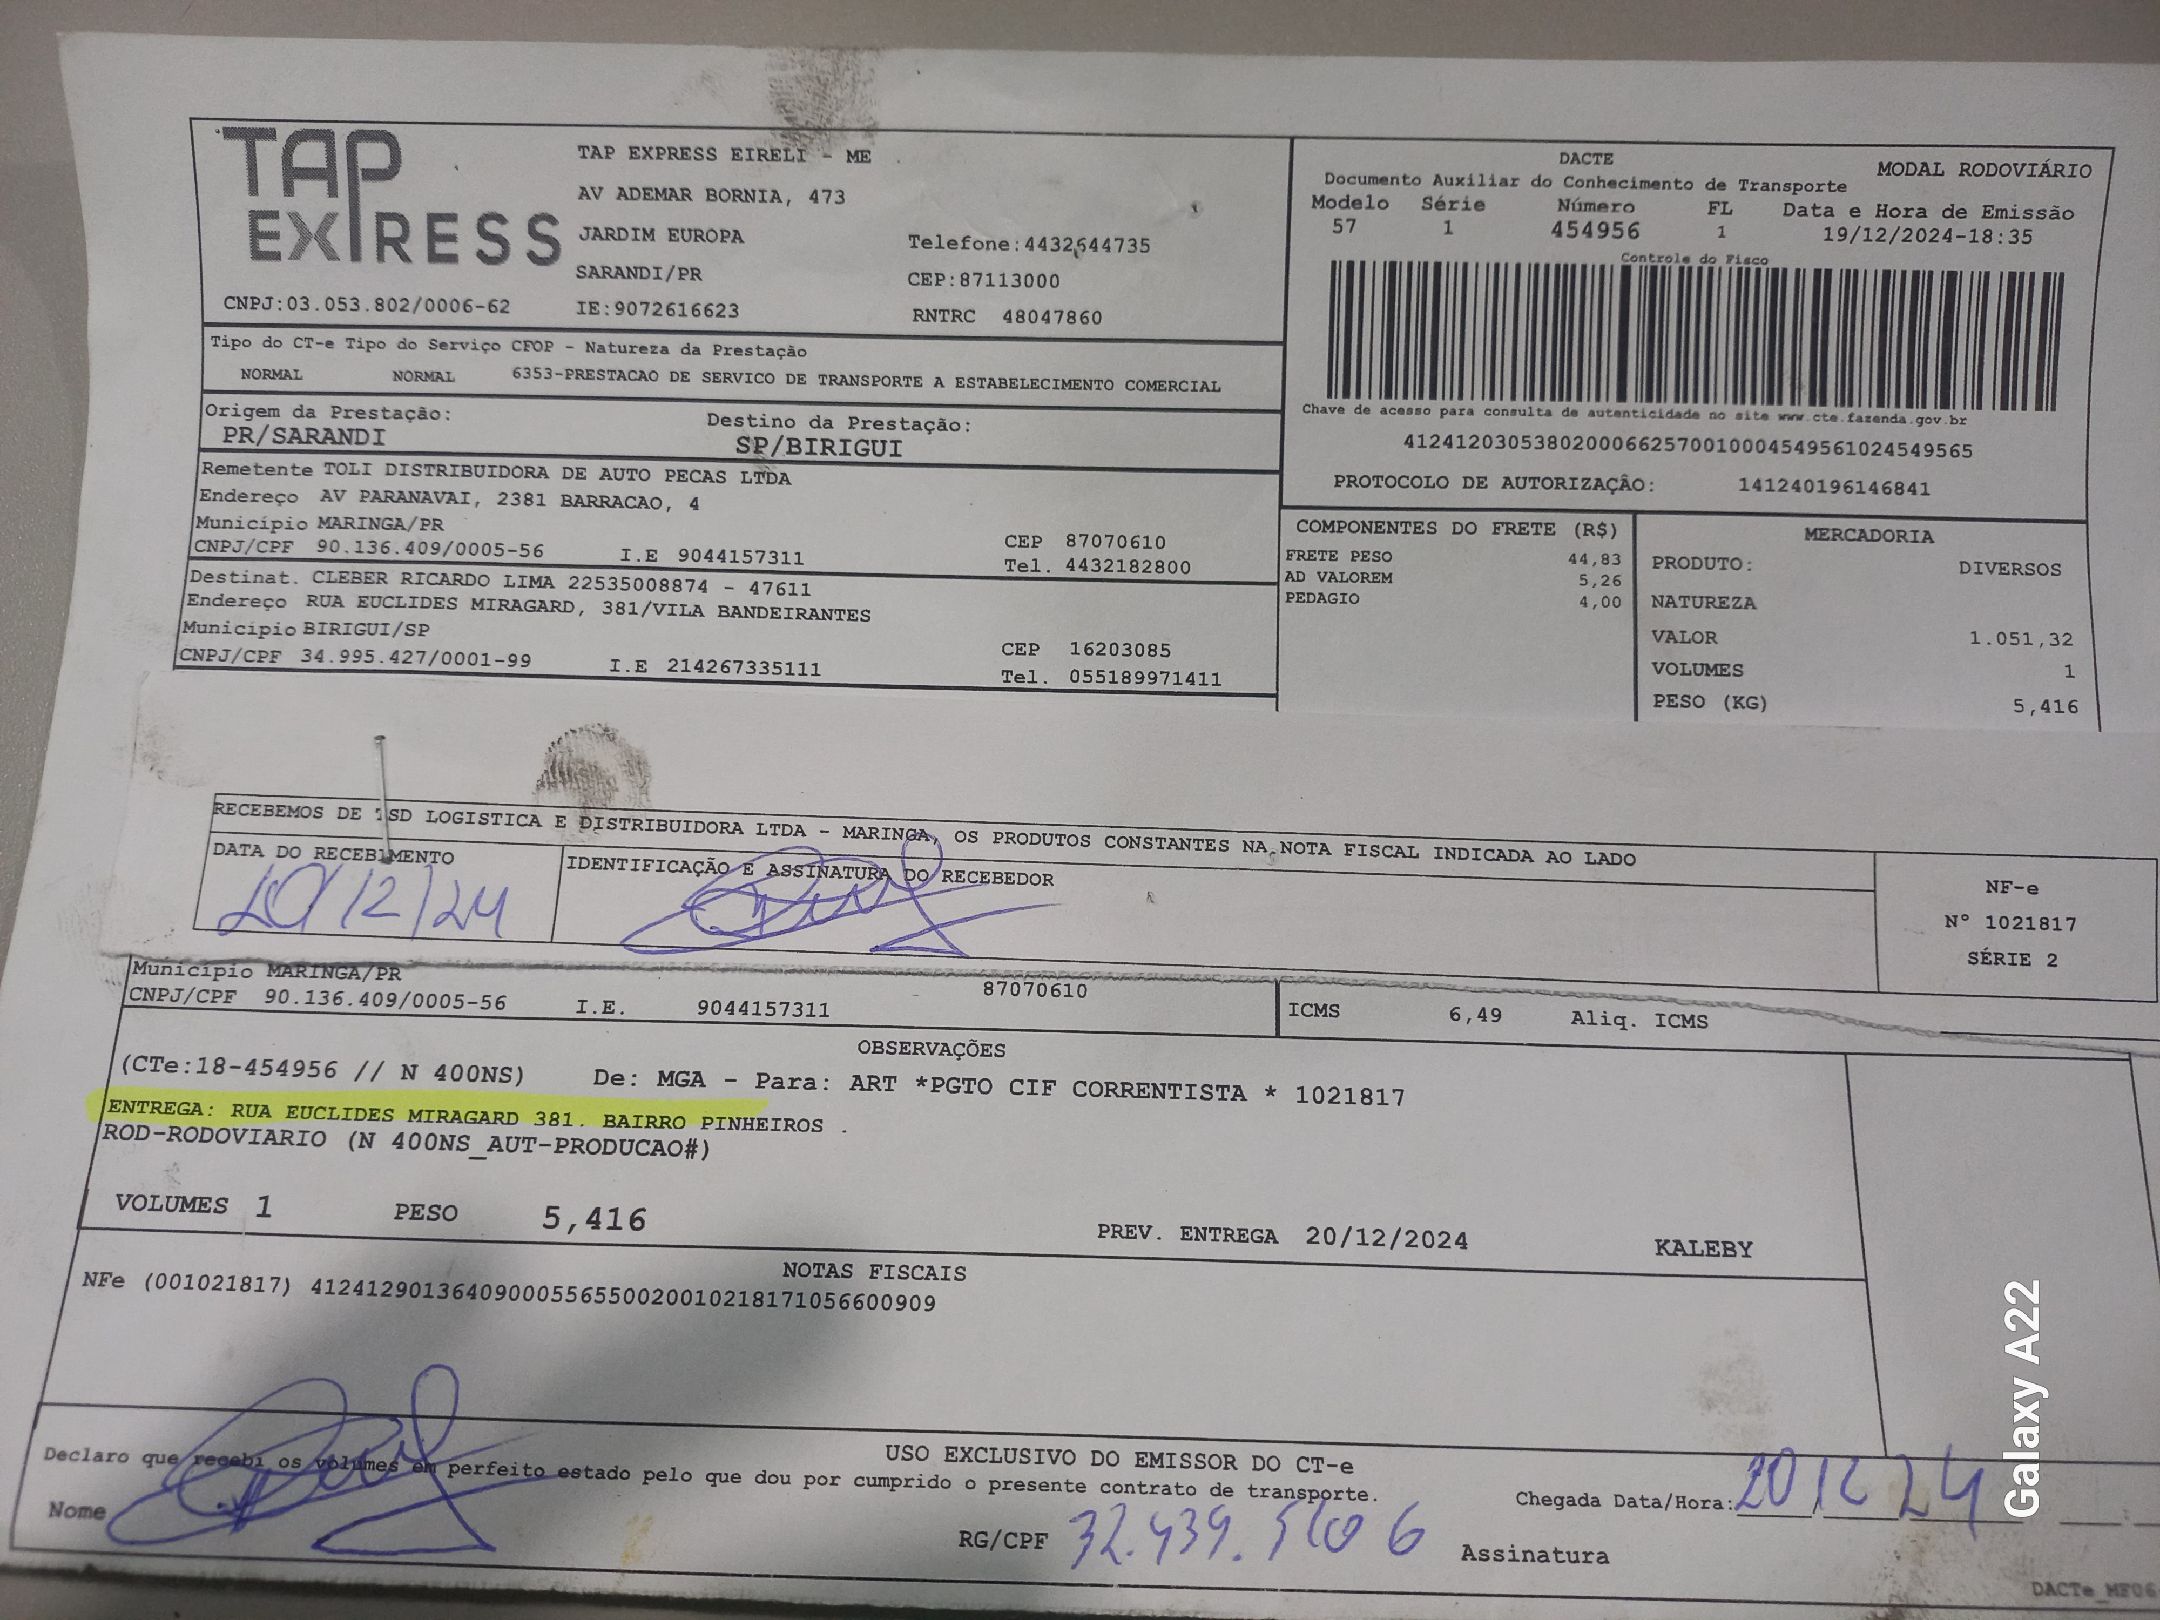 TAP EXPRESS
TAP EXPRESS EIRELI - ME
AV ADEMAR BORNIA, 473
JARDIM EUROPA
Telefone:4432644735
SARANDI/PR
CEP:87113000
CNPJ:03.053.802/0006-62
IE:9072616623
RNTRC 48047860
DACTE
MODAL RODOVIÁRIO
Documento Auxiliar do Conhecimento de Transporte
Modelo Série Número FL Data e Hora de Emissão
57 1 454956 1 19/12/2024-18:35
Controle do Fisco
Chave de acesso para consulta de autenticidade no site www.cte.fazenda.gov.br
41241203053802000662570010004549561024549565
PROTOCOLO DE AUTORIZAÇÃO: 141240196146841
Tipo do CT-e Tipo do Serviço CFOP - Natureza da Prestação
NORMAL NORMAL 6353-PRESTACAO DE SERVICO DE TRANSPORTE A ESTABELECIMENTO COMERCIAL
Origem da Prestação: Destino da Prestação:
PR/SARANDI SP/BIRIGUI
Remetente TOLI DISTRIBUIDORA DE AUTO PECAS LTDA
Endereço AV PARANAVAI, 2381 BARRACAO, 4
Município MARINGA/PR CEP 87070610
CNPJ/CPF 90.136.409/0005-56 I.E 9044157311 Tel. 4432182800
Destinat. CLEBER RICARDO LIMA 22535008874 - 47611
Endereço RUA EUCLIDES MIRAGARD, 381/VILA BANDEIRANTES
Município BIRIGUI/SP CEP 16203085
CNPJ/CPF 34.995.427/0001-99 I.E 214267335111 Tel. 055189971411
COMPONENTES DO FRETE (R$)
FRETE PESO 44,83
AD VALOREM 5,26
PEDAGIO 4,00
MERCADORIA
PRODUTO: DIVERSOS
NATUREZA
VALOR 1.051,32
VOLUMES 1
PESO (KG) 5,416
RECEBEMOS DE TSD LOGISTICA E DISTRIBUIDORA LTDA - MARINGA, OS PRODUTOS CONSTANTES NA NOTA FISCAL INDICADA AO LADO
DATA DO RECEBIMENTO
IDENTIFICAÇÃO E ASSINATURA DO RECEBEDOR
20/12/24
NF-e
N° 1021817
SÉRIE 2
Município MARINGA/PR 87070610
CNPJ/CPF 90.136.409/0005-56 I.E. 9044157311
ICMS 6,49 Aliq. ICMS
OBSERVAÇÕES
(CTe:18-454956 // N 400NS) De: MGA - Para: ART *PGTO CIF CORRENTISTA * 1021817
ENTREGA: RUA EUCLIDES MIRAGARD 381. BAIRRO PINHEIROS .
ROD-RODOVIARIO (N 400NS_AUT-PRODUCAO#)
VOLUMES 1 PESO 5,416 PREV. ENTREGA 20/12/2024 KALEBY
NOTAS FISCAIS
NFe (001021817) 41241290136409000556550020010218171056600909
USO EXCLUSIVO DO EMISSOR DO CT-e
Declaro que recebi os volumes em perfeito estado pelo que dou por cumprido o presente contrato de transporte.
Chegada Data/Hora: 20/12/24
Nome
RG/CPF 32.439.
Assinatura
DACTe_MF06
Galaxy A22